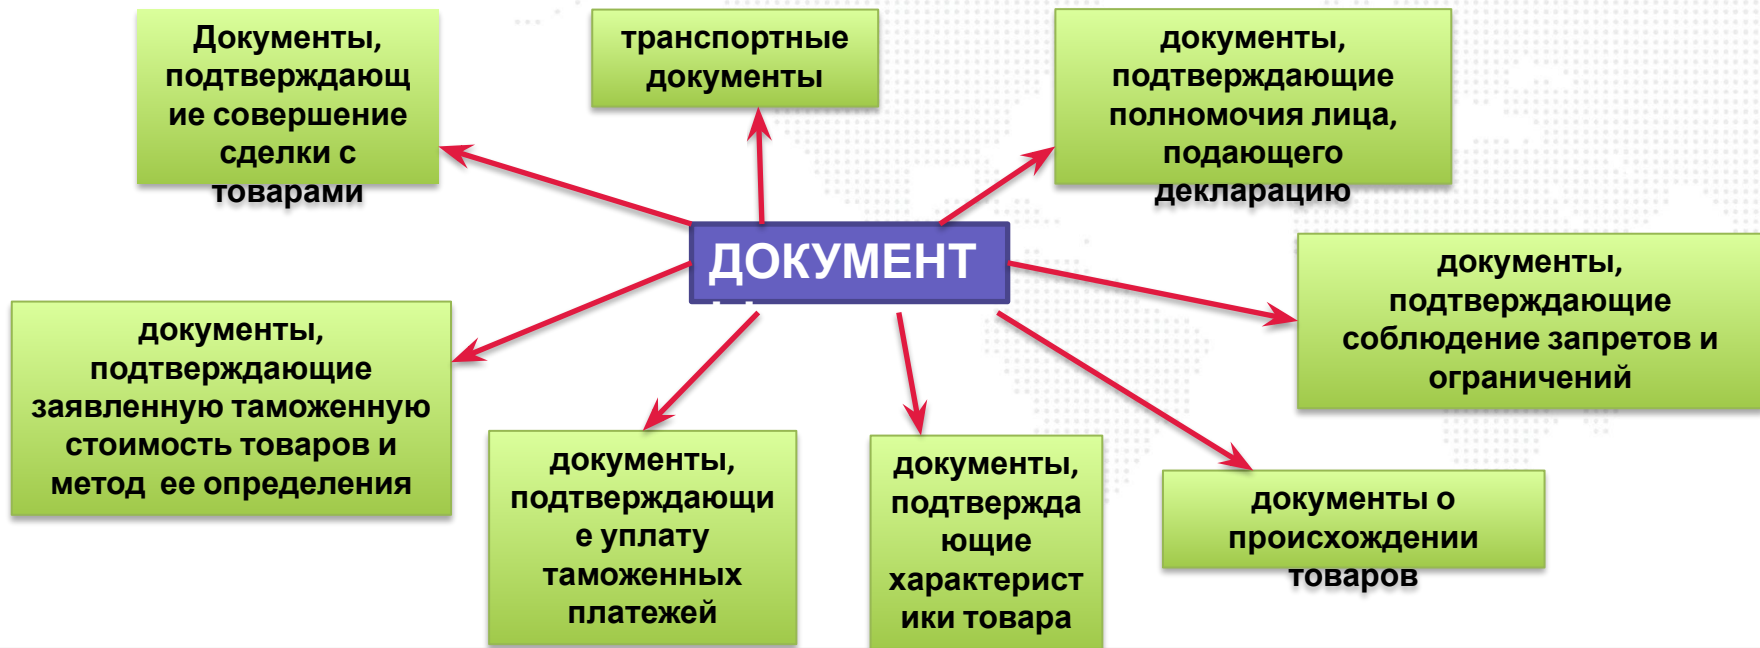 Документы,
подтверждающ
ие совершение
сделки с
товарами
транспортные
документы
документы,
подтверждающие
полномочия лица,
подающего
декларацию
ДОКУМЕНТ
документы,
подтверждающие
соблюдение запретов и
ограничений
документы,
подтверждающие
заявленную таможенную
стоимость товаров и
метод ее определения
документы,
подтверждающи
е уплату
таможенных
платежей
документы,
подтвержда
ющие
характерист
ики товара
документы о
происхождении
товаров